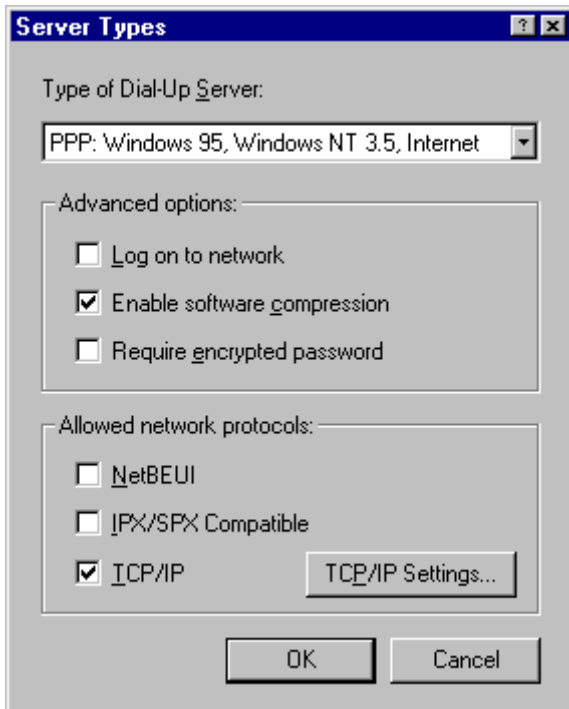 Server Types
Type of Dial-Up Server:
PPP: Windows 95, Windows NT 3.5, Internet
Advanced options:
Log on to network
Enable software compression
Require encrypted password
Allowed network protocols:
NetBEUI
IPX/SPX Compatible
TCP/IP TCP/IP Settings...
OK Cancel